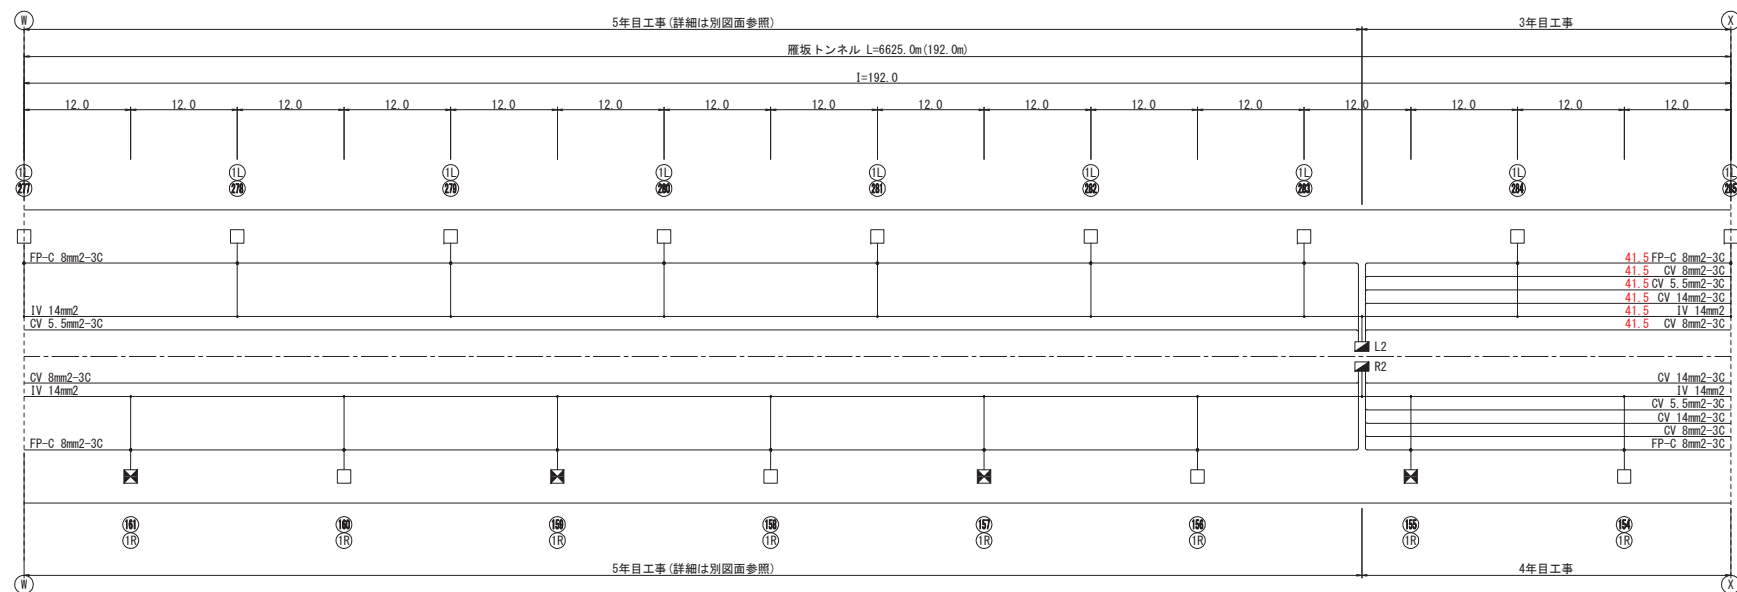 W 5年目工事(詳細は別図面参照) 3年目工事 X
雁坂トンネル L=6625.0m(192.0m)
I=192.0
12.0 12.0 12.0 12.0 12.0 12.0 12.0 12.0 12.0 12.0 12.0 12.0 12.0 12.0 12.0 12.0
1L 1L 1L 1L 1L 1L 1L 1L 1L
277 278 279 280 281 282 283 284 285
FP-C 8mm2-3C 41.5 FP-C 8mm2-3C
41.5 CV 8mm2-3C
41.5 CV 5.5mm2-3C
41.5 CV 14mm2-3C
IV 14mm2 41.5 IV 14mm2
CV 5.5mm2-3C 41.5 CV 8mm2-3C
L2
R2
CV 8mm2-3C CV 14mm2-3C
IV 14mm2 IV 14mm2
CV 5.5mm2-3C
CV 14mm2-3C
CV 8mm2-3C
FP-C 8mm2-3C FP-C 8mm2-3C
161 160 159 158 157 156 155 154
1R 1R 1R 1R 1R 1R 1R 1R
W 5年目工事(詳細は別図面参照) 4年目工事 X